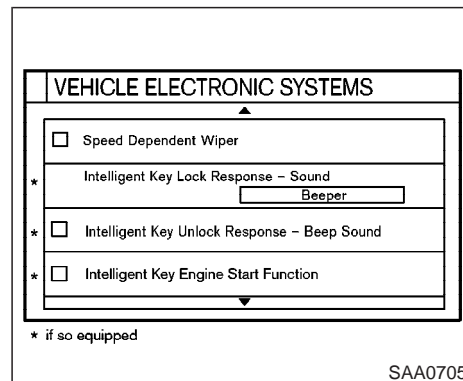 VEHICLE ELECTRONIC SYSTEMS
Speed Dependent Wiper
* Intelligent Key Lock Response – Sound
Beeper
* Intelligent Key Unlock Response – Beep Sound
* Intelligent Key Engine Start Function
* if so equipped
SAA0705